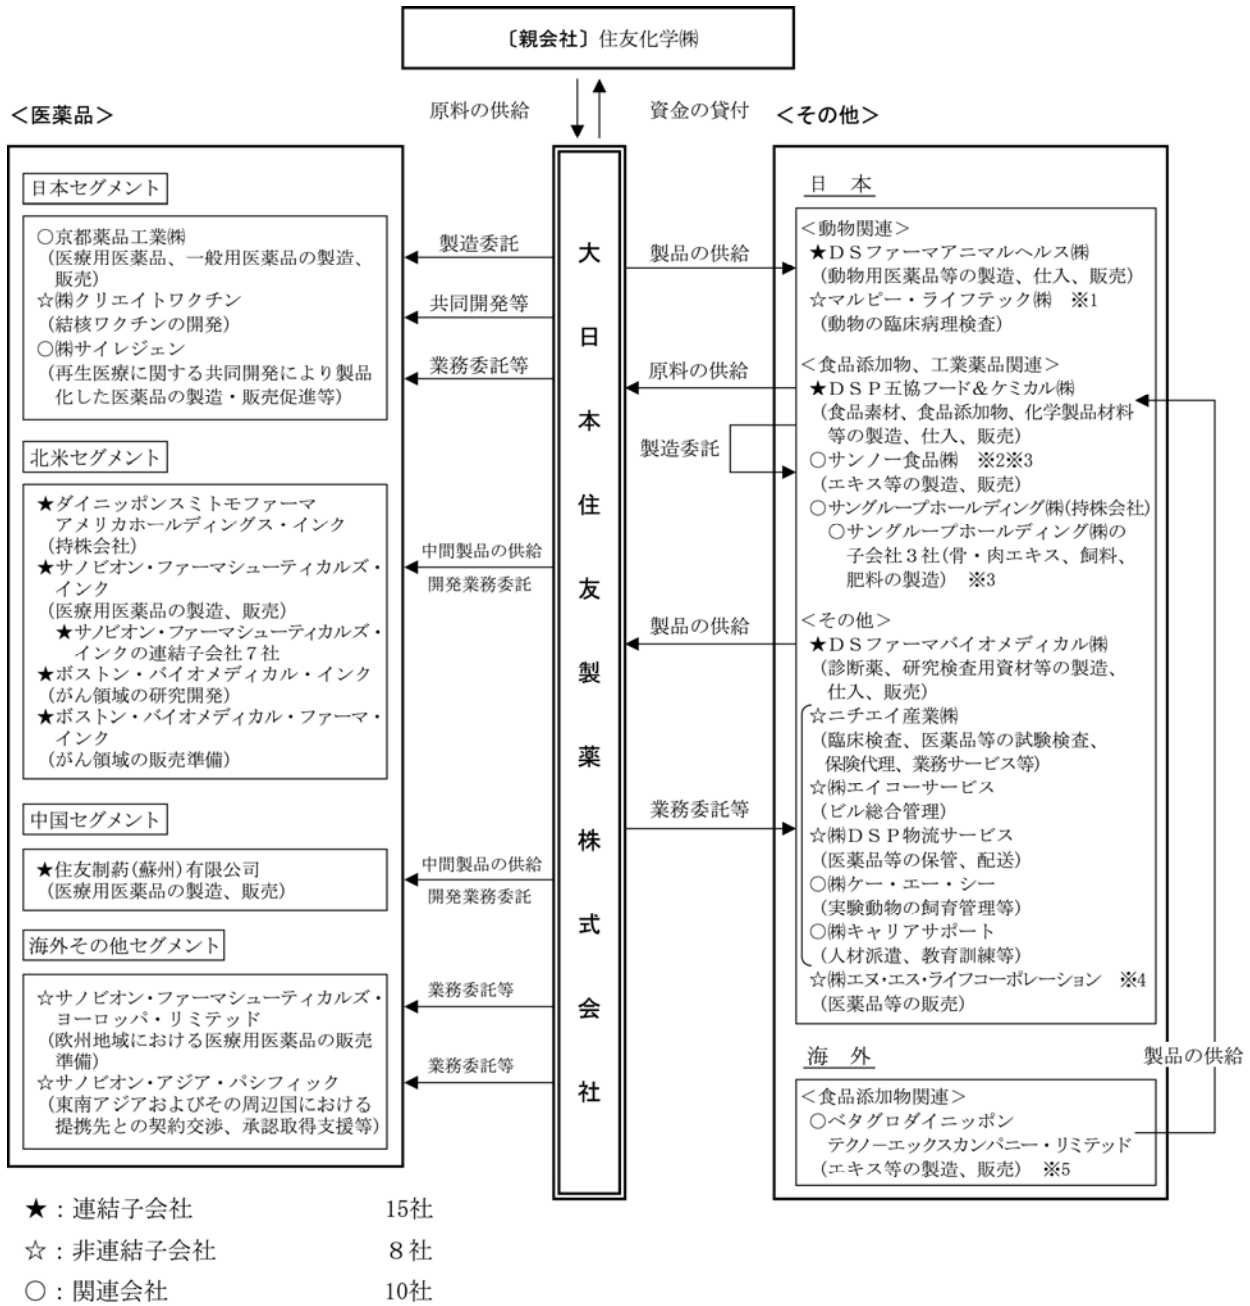 〔親会社〕住友化学㈱
原料の供給
資金の貸付
＜医薬品＞
日本セグメント
○京都薬品工業㈱
(医療用医薬品、一般用医薬品の製造、
販売)
☆㈱クリエイトワクチン
(結核ワクチンの開発)
○㈱サイレジェン
(再生医療に関する共同開発により製品
化した医薬品の製造・販売促進等)
北米セグメント
★ダイニッポンスミトモファーマ
アメリカホールディングス・インク
(持株会社)
★サノビオン・ファーマシューティカルズ・
インク
(医療用医薬品の製造、販売)
★サノビオン・ファーマシューティカルズ・
インクの連結子会社７社
★ボストン・バイオメディカル・インク
(がん領域の研究開発)
★ボストン・バイオメディカル・ファーマ・
インク
(がん領域の販売準備)
中国セグメント
★住友制葯(蘇州)有限公司
(医療用医薬品の製造、販売)
海外その他セグメント
☆サノビオン・ファーマシューティカルズ・
ヨーロッパ・リミテッド
(欧州地域における医療用医薬品の販売
準備)
☆サノビオン・アジア・パシフィック
(東南アジアおよびその周辺国における
提携先との契約交渉、承認取得支援等)
製造委託
共同開発等
業務委託等
中間製品の供給
開発業務委託
中間製品の供給
開発業務委託
業務委託等
業務委託等
大日本住友製薬株式会社
製品の供給
原料の供給
製造委託
製品の供給
業務委託等
＜その他＞
日 本
＜動物関連＞
★ＤＳファーマアニマルヘルス㈱
(動物用医薬品等の製造、仕入、販売)
☆マルピー・ライフテック㈱ ※1
(動物の臨床病理検査)
＜食品添加物、工業薬品関連＞
★ＤＳＰ五協フード＆ケミカル㈱
(食品素材、食品添加物、化学製品材料
等の製造、仕入、販売)
○サンノー食品㈱ ※2※3
(エキス等の製造、販売)
○サングループホールディング㈱(持株会社)
○サングループホールディング㈱の
子会社３社(骨・肉エキス、飼料、
肥料の製造) ※3
＜その他＞
★ＤＳファーマバイオメディカル㈱
(診断薬、研究検査用資材等の製造、
仕入、販売)
☆ニチエイ産業㈱
(臨床検査、医薬品等の試験検査、
保険代理、業務サービス等)
☆㈱エイコーサービス
(ビル総合管理)
☆㈱ＤＳＰ物流サービス
(医薬品等の保管、配送)
○㈱ケー・エー・シー
(実験動物の飼育管理等)
○㈱キャリアサポート
(人材派遣、教育訓練等)
☆㈱エヌ・エス・ライフコーポレーション ※4
(医薬品等の販売)
海 外
＜食品添加物関連＞
○ベタグロダイニッポン
テクノ－エックスカンパニー・リミテッド
(エキス等の製造、販売) ※5
製品の供給
★：連結子会社 15社
☆：非連結子会社 ８社
○：関連会社 10社